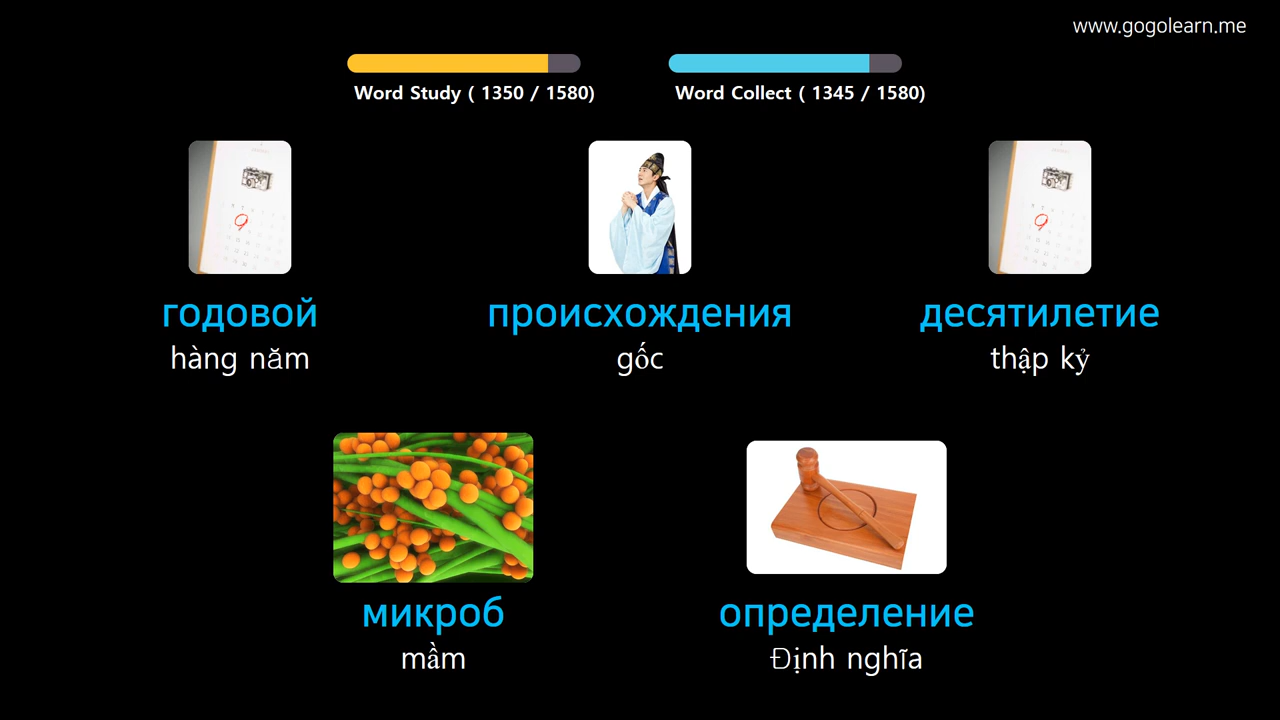 www.gogolearn.me
Word Study ( 1350 / 1580)
Word Collect ( 1345 / 1580)
годовой
hàng năm
происхождения
gốc
десятилетие
thập kỷ
микроб
mầm
определение
Định nghĩa